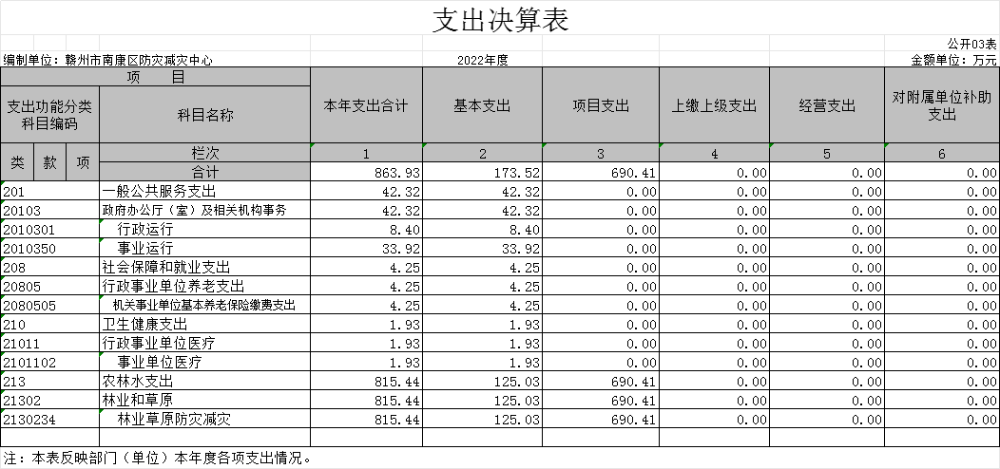 支出决算表
公开03表
编制单位：赣州市南康区防灾减灾中心 2022年度 金额单位：万元
项 目 本年支出合计 基本支出 项目支出 上缴上级支出 经营支出 对附属单位补助
支出
支出功能分类
科目编码 科目名称
类 款 项 栏次 1 2 3 4 5 6
合计 863.93 173.52 690.41 0.00 0.00 0.00
201 一般公共服务支出 42.32 42.32 0.00 0.00 0.00 0.00
20103 政府办公厅（室）及相关机构事务 42.32 42.32 0.00 0.00 0.00 0.00
2010301 行政运行 8.40 8.40 0.00 0.00 0.00 0.00
2010350 事业运行 33.92 33.92 0.00 0.00 0.00 0.00
208 社会保障和就业支出 4.25 4.25 0.00 0.00 0.00 0.00
20805 行政事业单位养老支出 4.25 4.25 0.00 0.00 0.00 0.00
2080505 机关事业单位基本养老保险缴费支出 4.25 4.25 0.00 0.00 0.00 0.00
210 卫生健康支出 1.93 1.93 0.00 0.00 0.00 0.00
21011 行政事业单位医疗 1.93 1.93 0.00 0.00 0.00 0.00
2101102 事业单位医疗 1.93 1.93 0.00 0.00 0.00 0.00
213 农林水支出 815.44 125.03 690.41 0.00 0.00 0.00
21302 林业和草原 815.44 125.03 690.41 0.00 0.00 0.00
2130234 林业草原防灾减灾 815.44 125.03 690.41 0.00 0.00 0.00
注：本表反映部门（单位）本年度各项支出情况。